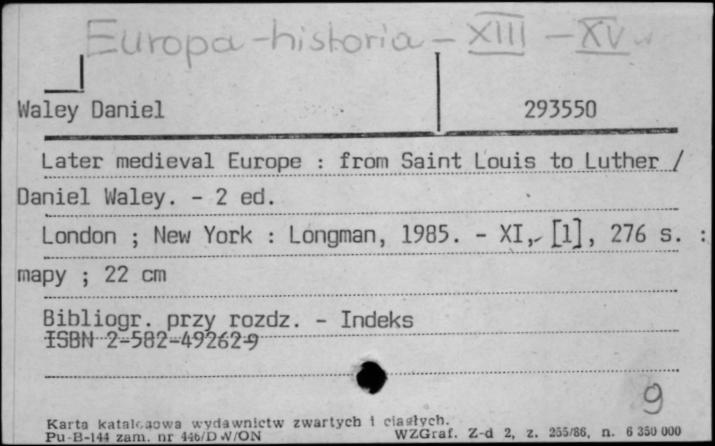 Europa-historia - XIII - XV w
Waley Daniel 293550
Later medieval Europe : from Saint Louis to Luther /
Daniel Waley. - 2 ed.
London ; New York : Longman, 1985. - XI, [1], 276 s. :
mapy ; 22 cm
Bibliogr. przy rozdz. - Indeks
ISBN 2-582-49262-9
9
Karta katalogowa wydawnictw zwartych i ciągłych.
Pu-B-144 zam. nr 446/D W/ON WZGraf. Z-d 2, z. 255/86, n. 6 350 000